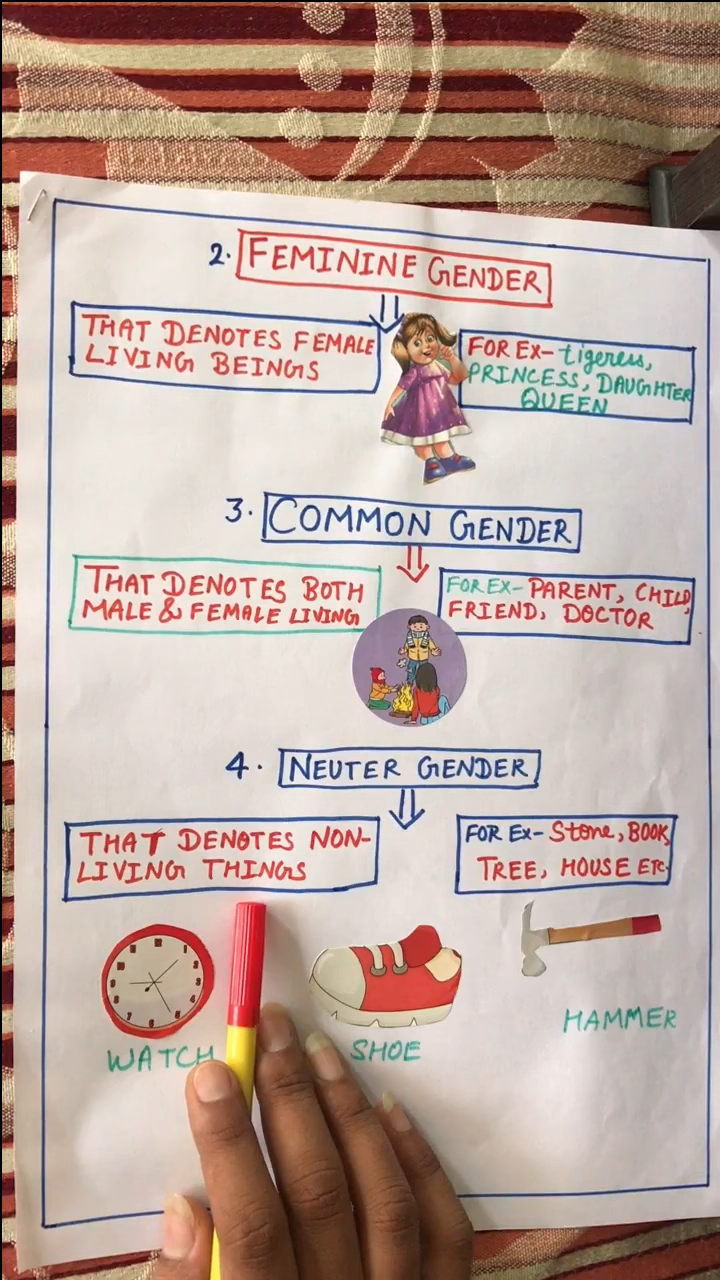 2. FEMININE GENDER
THAT DENOTES FEMALE
LIVING BEINGS
FOR EX- tigeress,
PRINCESS, DAUGHTER
QUEEN
3. COMMON GENDER
THAT DENOTES BOTH
MALE & FEMALE LIVING
FOR EX- PARENT, CHILD,
FRIEND, DOCTOR
4. NEUTER GENDER
THAT DENOTES NON-
LIVING THINGS
FOR EX- Stone, BOOK,
TREE, HOUSE ETC.
WATCH
SHOE
HAMMER